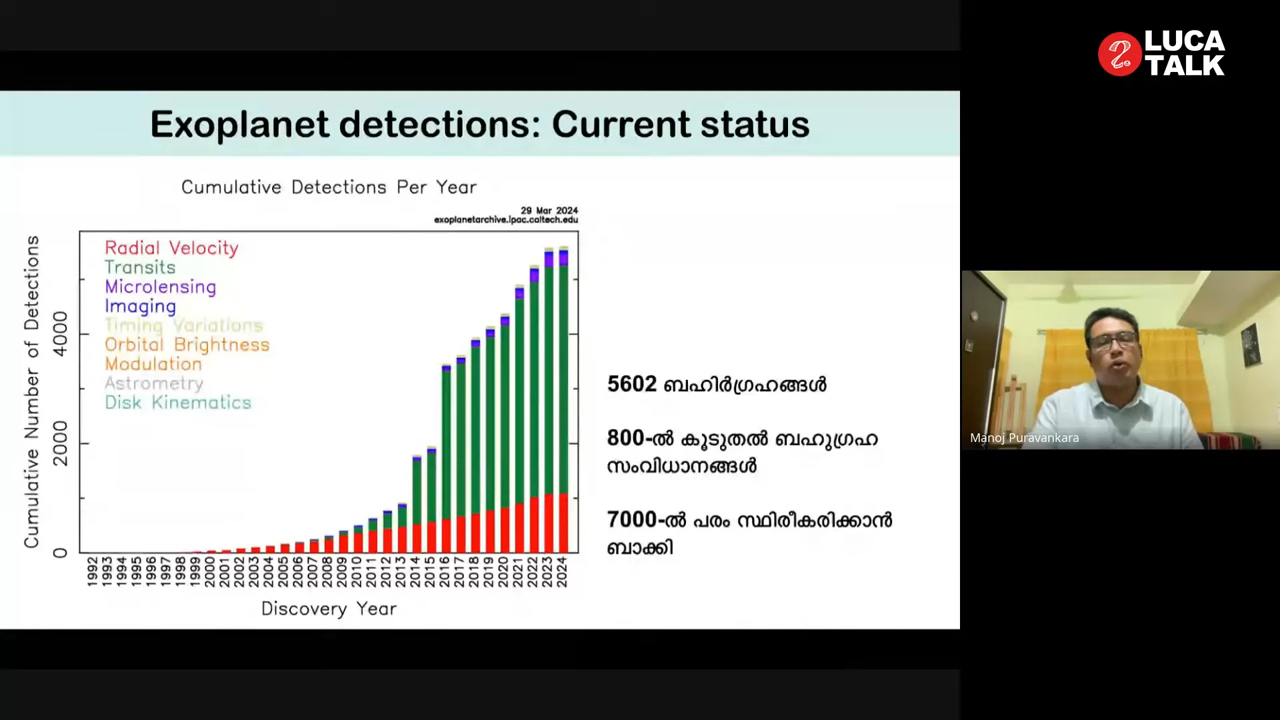 LUCA
TALK
Exoplanet detections: Current status
Cumulative Detections Per Year
29 Mar 2024
exoplanetarchive.ipac.caltech.edu
Radial Velocity
Transits
Microlensing
Imaging
Timing Variations
Orbital Brightness
Modulation
Astrometry
Disk Kinematics
Cumulative Number of Detections
4000
2000
0
1992
1993
1994
1995
1996
1997
1998
1999
2000
2001
2002
2003
2004
2005
2006
2007
2008
2009
2010
2011
2012
2013
2014
2015
2016
2017
2018
2019
2020
2021
2022
2023
2024
Discovery Year
5602 ബഹിർഗ്രഹങ്ങൾ
800-ൽ കൂടുതൽ ബഹുഗ്രഹ
സംവിധാനങ്ങൾ
7000-ൽ പരം സ്ഥിരീകരിക്കാൻ
ബാക്കി
Manoj Puravankara